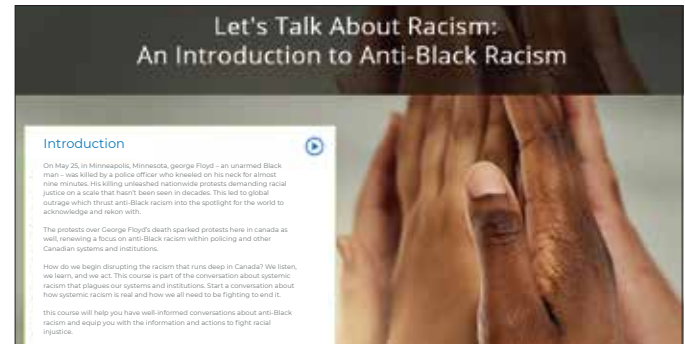 Let's Talk About Racism:
An Introduction to Anti-Black Racism
Introduction
On May 25, in Minneapolis, Minnesota, george Floyd – an unarmed Black
man – was killed by a police officer who kneeled on his neck for almost
nine minutes. His killing unleashed nationwide protests demanding racial
justice on a scale that hasn't been seen in decades. This led to global
outrage which thrust anti-Black racism into the spotlight for the world to
acknowledge and rekon with.
The protests over George Floyd's death sparked protests here in canada as
well, renewing a focus on anti-Black racism within policing and other
Canadian systems and institutions.
How do we begin disrupting the racism that runs deep in Canada? We listen,
we learn, and we act. This course is part of the conversation about systemic
racism that plagues our systems and institutions. Start a conversation about
how systemic racism is real and how we all need to be fighting to end it.
this course will help you have well-informed conversations about anti-Black
racism and equip you with the information and actions to fight racial
injustice.